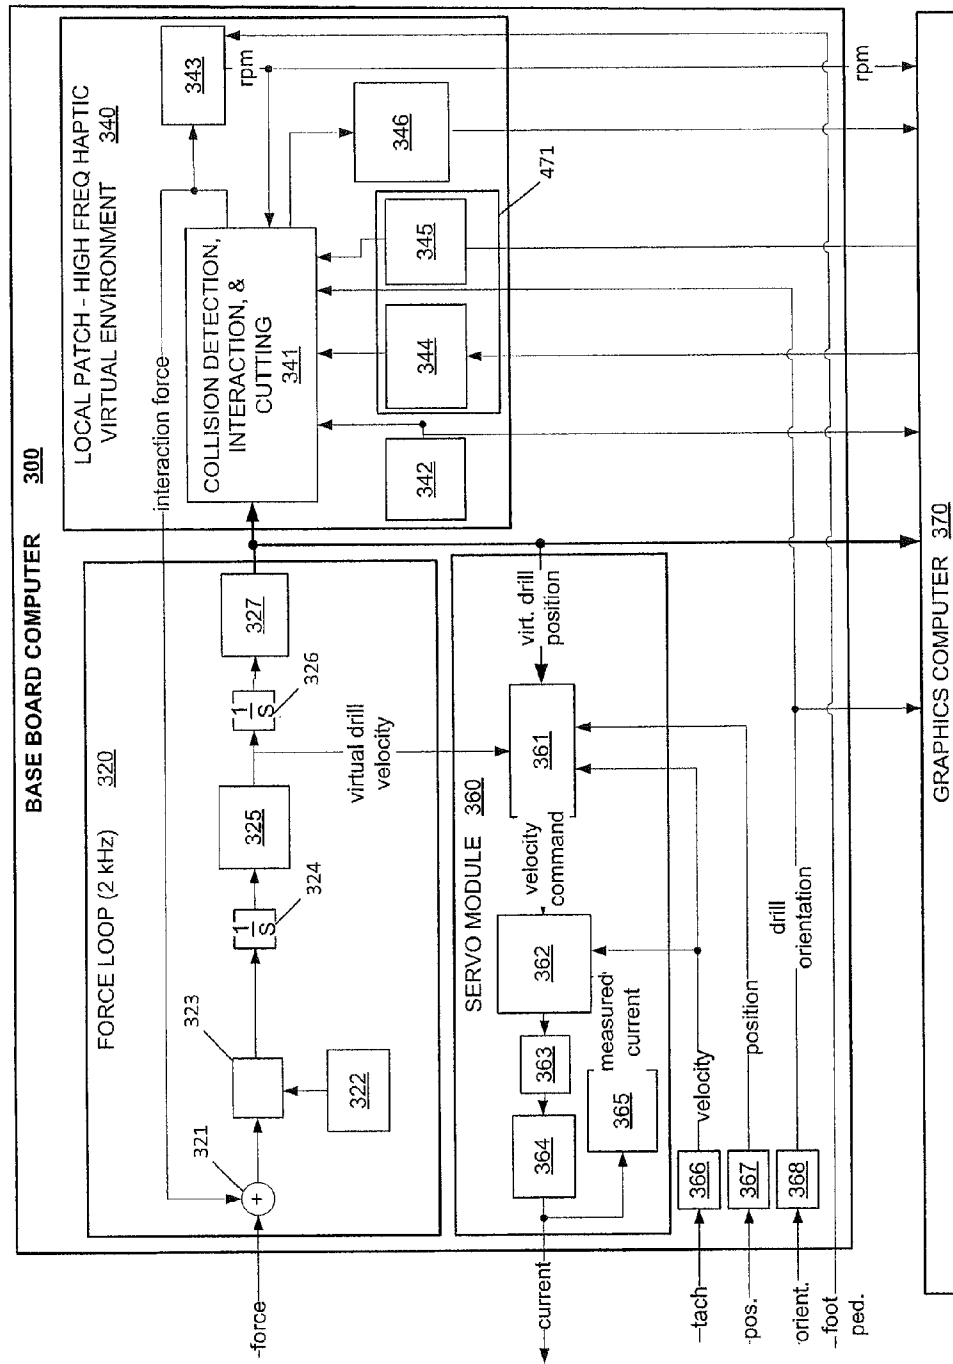 BASE BOARD COMPUTER 300
FORCE LOOP (2 kHz) 320
321
323
322
1
S
324
325
1
S
326
327
virtual drill
velocity
interaction force
LOCAL PATCH - HIGH FREQ HAPTIC
VIRTUAL ENVIRONMENT 340
COLLISION DETECTION,
INTERACTION, &
CUTTING
341
343
rpm
346
342
344
345
471
SERVO MODULE 360
virt. drill
position
361
velocity
command
362
363
364
measured
current
365
366
velocity
367
position
368
drill
orientation
rpm
force
current
tach
pos.
orient.
foot
ped.
GRAPHICS COMPUTER 370